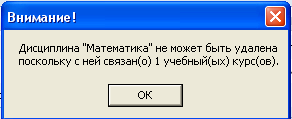 Внимание!
Дисциплина "Математика" не может быть удалена
поскольку с ней связан(о) 1 учебный(ых) курс(ов).
OK